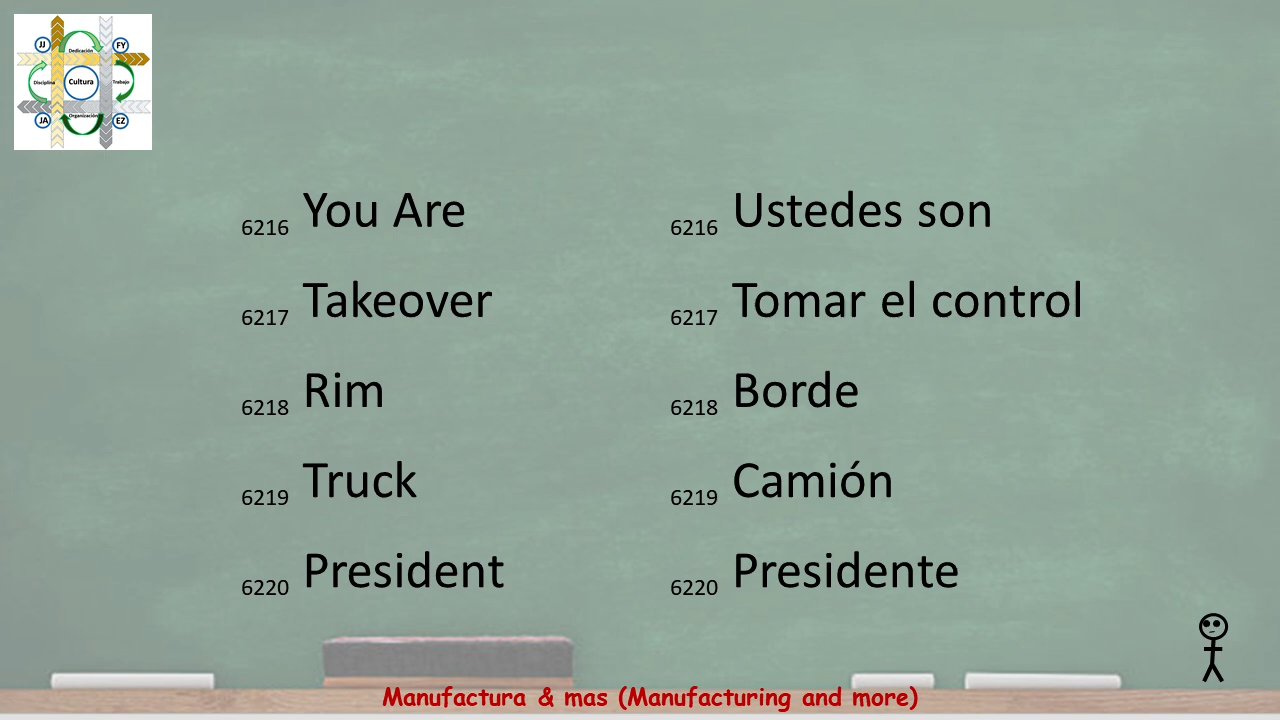 JJ
FY
Dedicación
Disciplina
Cultura
Trabajo
Organización
JA
EZ
6216 You Are
6216 Ustedes son
6217 Takeover
6217 Tomar el control
6218 Rim
6218 Borde
6219 Truck
6219 Camión
6220 President
6220 Presidente
Manufactura & mas (Manufacturing and more)